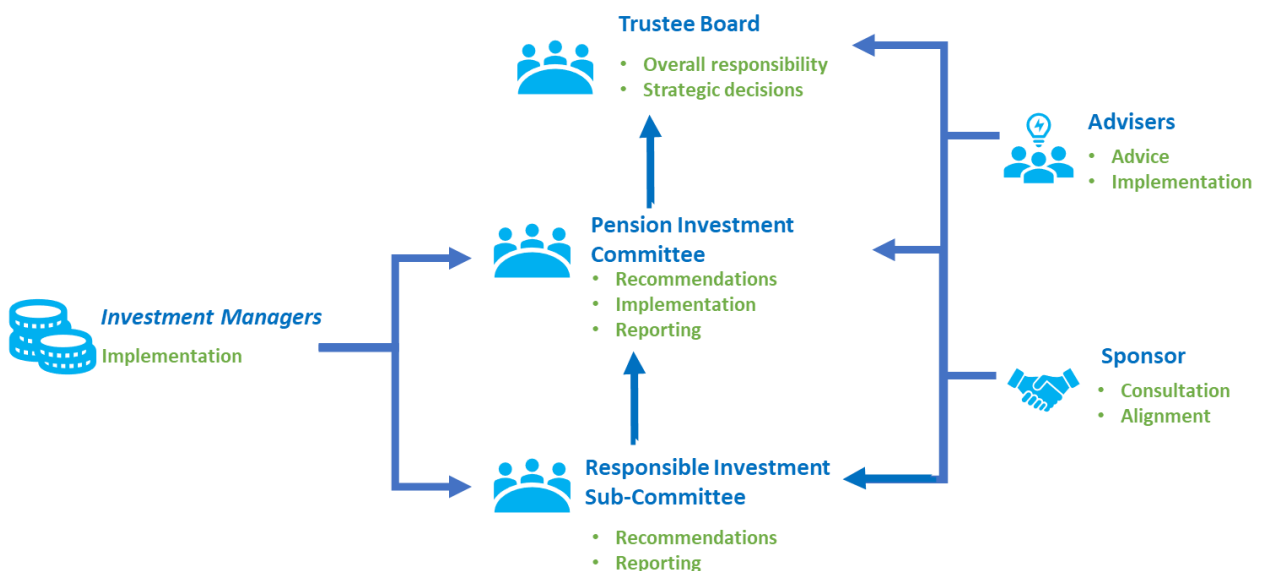 Trustee Board
• Overall responsibility
• Strategic decisions
Advisers
• Advice
• Implementation
Pension Investment
Committee
• Recommendations
• Implementation
• Reporting
Investment Managers
Implementation
Sponsor
• Consultation
• Alignment
Responsible Investment
Sub-Committee
• Recommendations
• Reporting